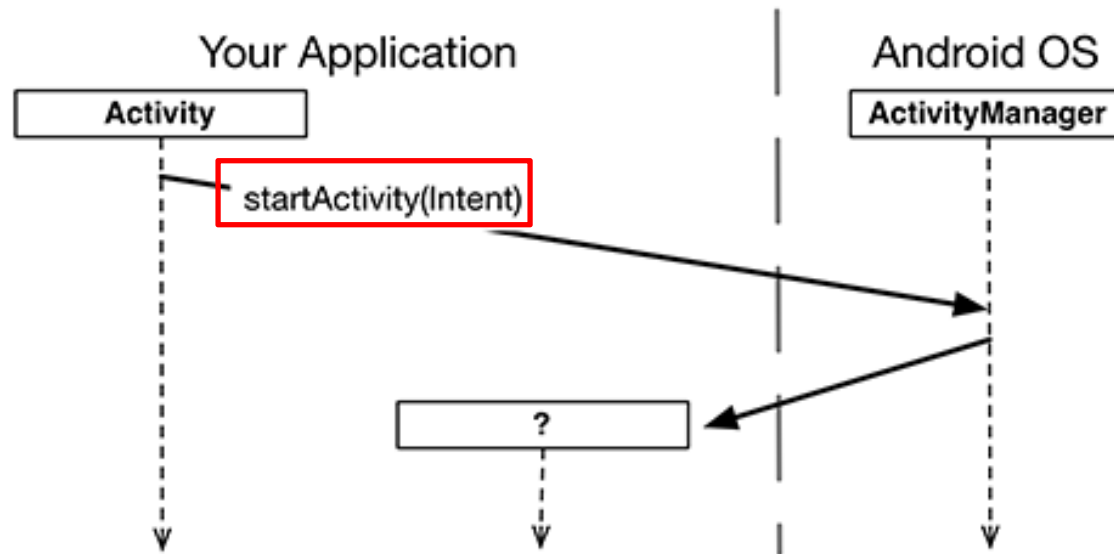 Your Application
Android OS
Activity
ActivityManager
startActivity(Intent)
?